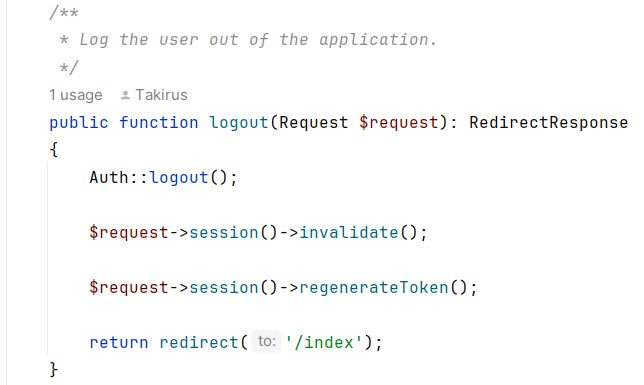 /**
 * Log the user out of the application.
 */
1 usage Takirus
public function logout(Request $request): RedirectResponse
{
    Auth::logout();
    $request->session()->invalidate();
    $request->session()->regenerateToken();
    return redirect( to: '/index');
}